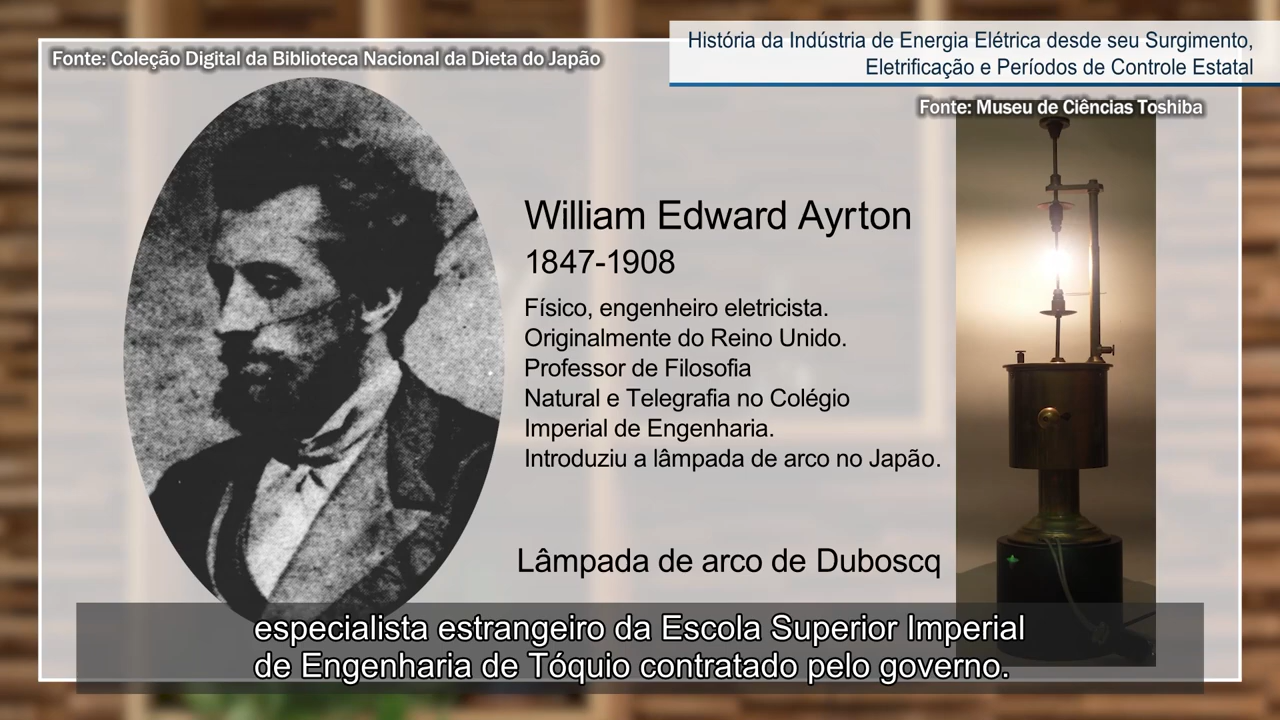 Fonte: Coleção Digital da Biblioteca Nacional da Dieta do Japão
História da Indústria de Energia Elétrica desde seu Surgimento,
Eletrificação e Períodos de Controle Estatal
Fonte: Museu de Ciências Toshiba
William Edward Ayrton
1847-1908
Físico, engenheiro eletricista.
Originalmente do Reino Unido.
Professor de Filosofia
Natural e Telegrafia no Colégio
Imperial de Engenharia.
Introduziu a lâmpada de arco no Japão.
Lâmpada de arco de Duboscq
especialista estrangeiro da Escola Superior Imperial
de Engenharia de Tóquio contratado pelo governo.